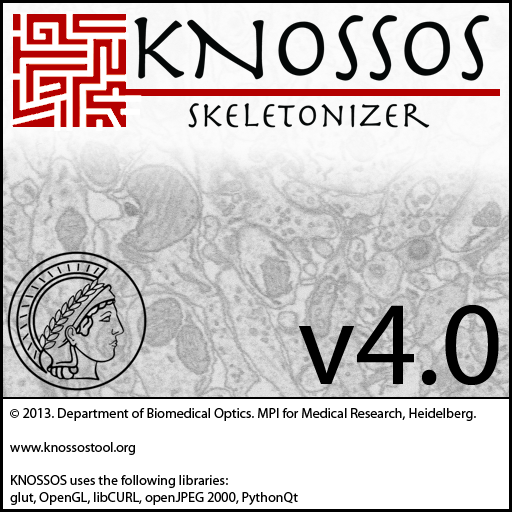 KNOSSOS
SKELETONIZER
v4.0
© 2013. Department of Biomedical Optics. MPI for Medical Research, Heidelberg.
www.knossostool.org
KNOSSOS uses the following libraries:
glut, OpenGL, libCURL, openJPEG 2000, PythonQt